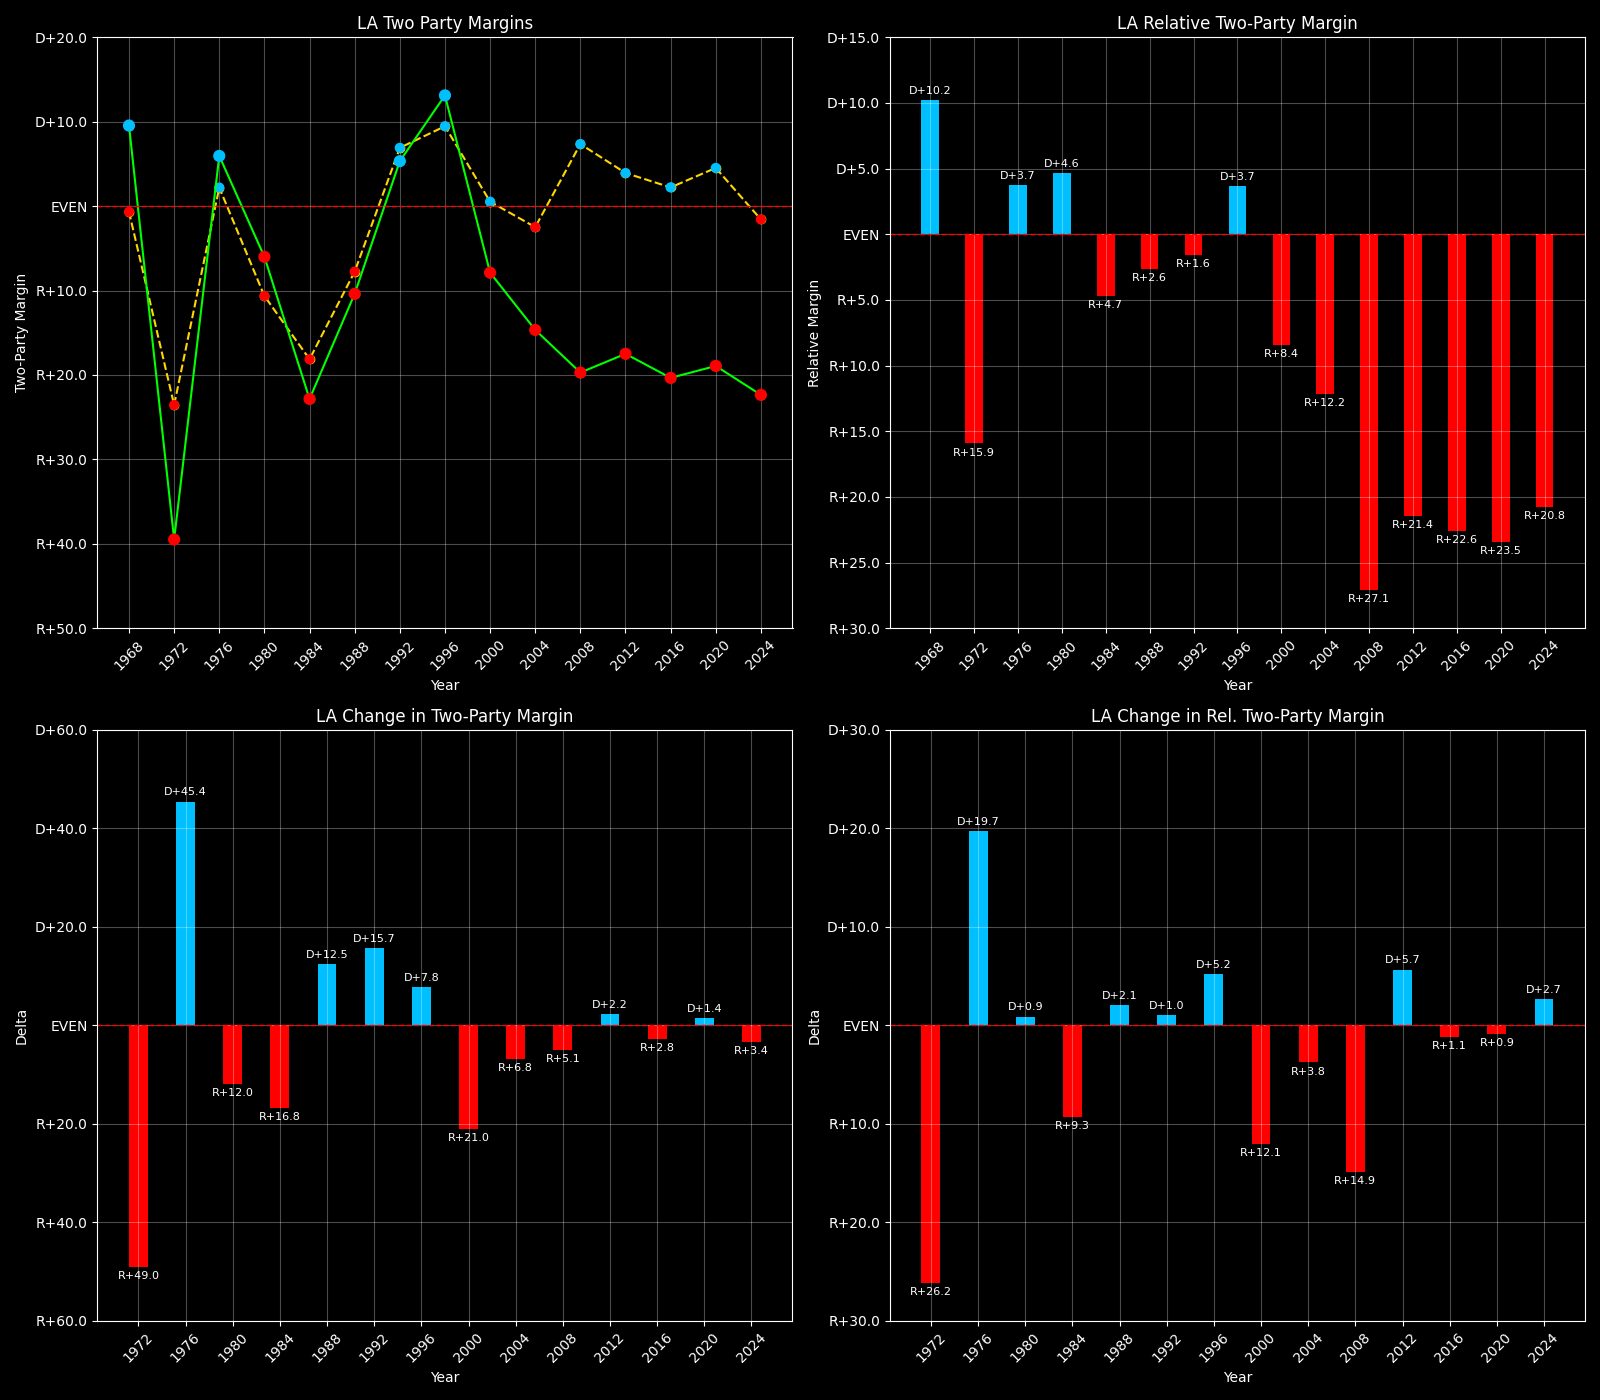 LA Two Party Margins
D+20.0
D+10.0
EVEN
R+10.0
R+20.0
R+30.0
R+40.0
R+50.0
Two-Party Margin
1968
1972
1976
1980
1984
1988
1992
1996
2000
2004
2008
2012
2016
2020
2024
Year
LA Relative Two-Party Margin
D+15.0
D+10.0
D+5.0
EVEN
R+5.0
R+10.0
R+15.0
R+20.0
R+25.0
R+30.0
Relative Margin
D+10.2
R+15.9
D+3.7
D+4.6
R+4.7
R+2.6
R+1.6
D+3.7
R+8.4
R+12.2
R+27.1
R+21.4
R+22.6
R+23.5
R+20.8
1968
1972
1976
1980
1984
1988
1992
1996
2000
2004
2008
2012
2016
2020
2024
Year
LA Change in Two-Party Margin
D+60.0
D+40.0
D+20.0
EVEN
R+20.0
R+40.0
R+60.0
Delta
R+49.0
D+45.4
R+12.0
R+16.8
D+12.5
D+15.7
D+7.8
R+21.0
R+6.8
R+5.1
D+2.2
R+2.8
D+1.4
R+3.4
1972
1976
1980
1984
1988
1992
1996
2000
2004
2008
2012
2016
2020
2024
Year
LA Change in Rel. Two-Party Margin
D+30.0
D+20.0
D+10.0
EVEN
R+10.0
R+20.0
R+30.0
Delta
R+26.2
D+19.7
D+0.9
R+9.3
D+2.1
D+1.0
D+5.2
R+12.1
R+3.8
R+14.9
D+5.7
R+1.1
R+0.9
D+2.7
1972
1976
1980
1984
1988
1992
1996
2000
2004
2008
2012
2016
2020
2024
Year